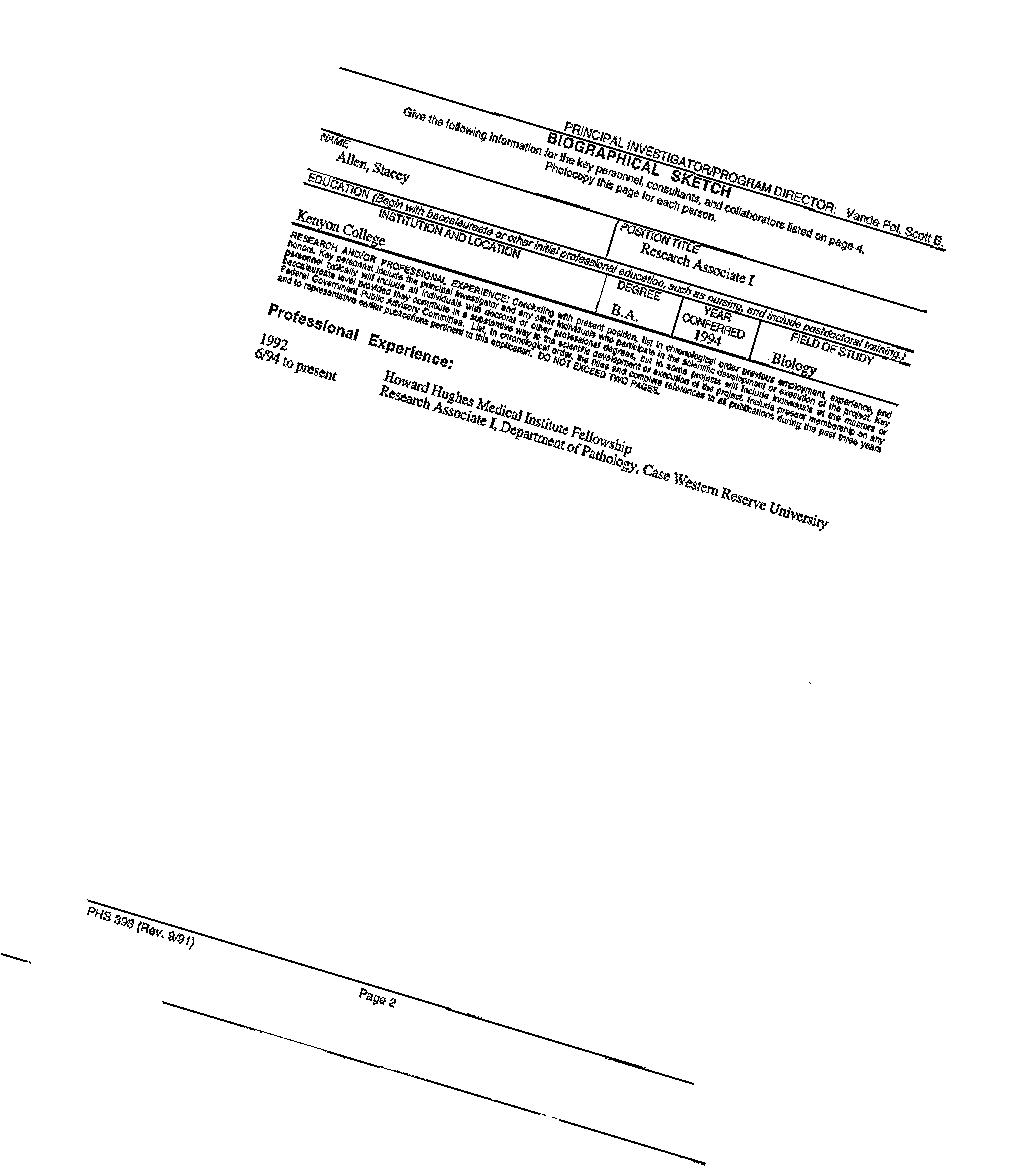 PRINCIPAL INVESTIGATOR/PROGRAM DIRECTOR: Vande Pol, Scott B.
BIOGRAPHICAL SKETCH
Give the following information for the key personnel, consultants, and collaborators listed on page 4.
Photocopy this page for each person.
NAME
Allen, Stacey
POSITION TITLE
Research Associate I
EDUCATION (Begin with baccalaureate or other initial professional education, such as nursing, and include postdoctoral training.)
INSTITUTION AND LOCATION
DEGREE
YEAR
CONFERRED
FIELD OF STUDY
Kenyon College
B.A.
1994
Biology
RESEARCH AND/OR PROFESSIONAL EXPERIENCE: Concluding with present position, list in chronological order previous employment, experience, and
honors. Key personnel include the principal investigator and any other individuals who participate in the scientific development or execution of the project. Key
personnel typically will include all individuals with doctoral or other professional degrees, but in some projects will include individuals at the masters or
baccalaureate level provided they contribute in a substantive way to the scientific development or execution of the project. Include present membership on any
Federal Government Public Advisory Committee. List, in chronological order, the titles and complete references to all publications during the past three years
and to representative earlier publications pertinent to this application. DO NOT EXCEED TWO PAGES.
Professional Experience:
1992 Howard Hughes Medical Institute Fellowship
6/94 to present Research Associate I, Department of Pathology, Case Western Reserve University
PHS 398 (Rev. 9/91)
Page 2